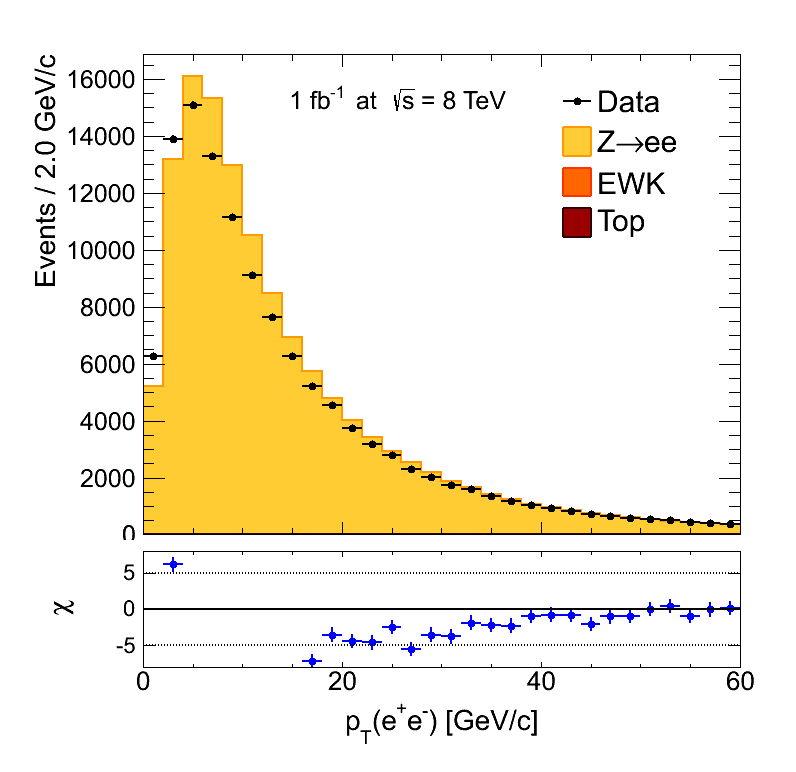 16000
14000
12000
10000
8000
6000
4000
2000
0
Events / 2.0 GeV/c
1 fb⁻¹ at √s = 8 TeV
Data
Z→ee
EWK
Top
5
0
-5
χ
0 20 40 60
p_T(e⁺e⁻) [GeV/c]